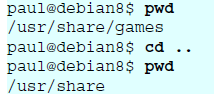 paul@debian8$ pwd
/usr/share/games
paul@debian8$ cd ..
paul@debian8$ pwd
/usr/share